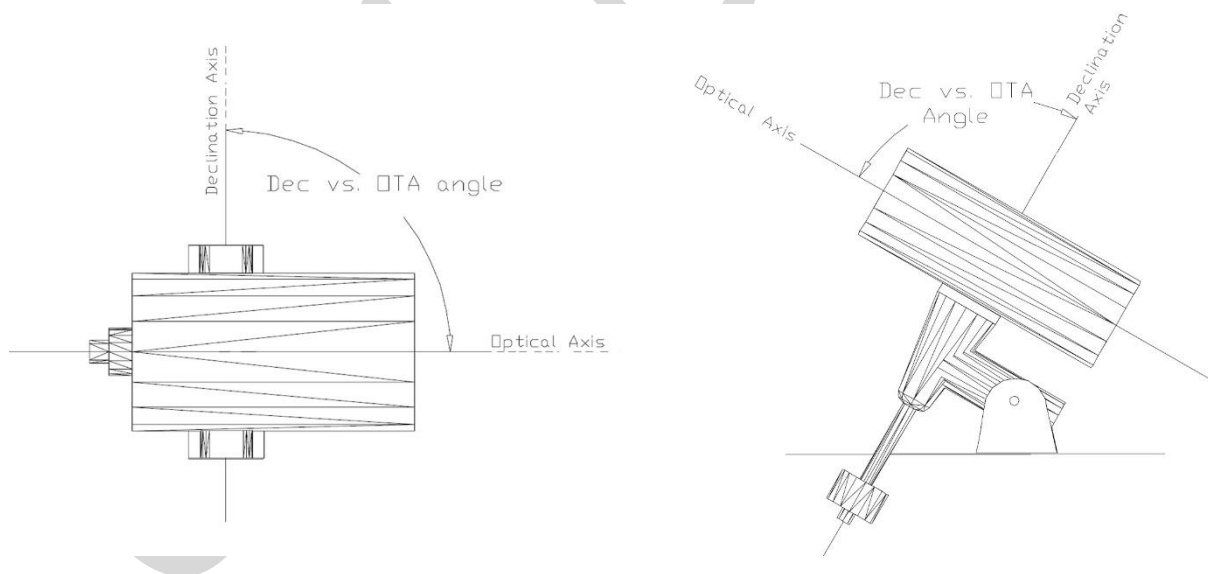 Declination Axis
Dec vs. OTA angle
Optical Axis
Optical Axis
Dec vs. OTA
Angle
Declination
Axis